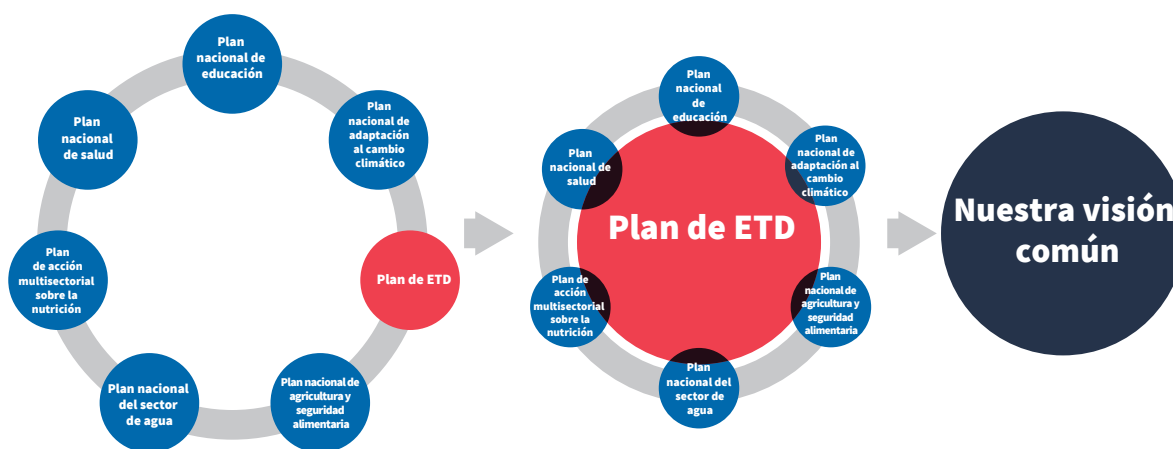 Plan
nacional de
educación
Plan
nacional de
adaptación
al cambio
climático
Plan de ETD
Plan nacional de
agricultura y
seguridad
alimentaria
Plan nacional
del sector
de agua
Plan
de acción
multisectorial
sobre la
nutrición
Plan
nacional
de salud
Plan
nacional
de
educación
Plan
nacional de
adaptación al
cambio
climático
Plan
nacional de
agricultura y
seguridad
alimentaria
Plan
nacional del
sector de
agua
Plan de
acción
multisectorial
sobre la
nutrición
Plan
nacional de
salud
Plan de ETD
Nuestra visión
común